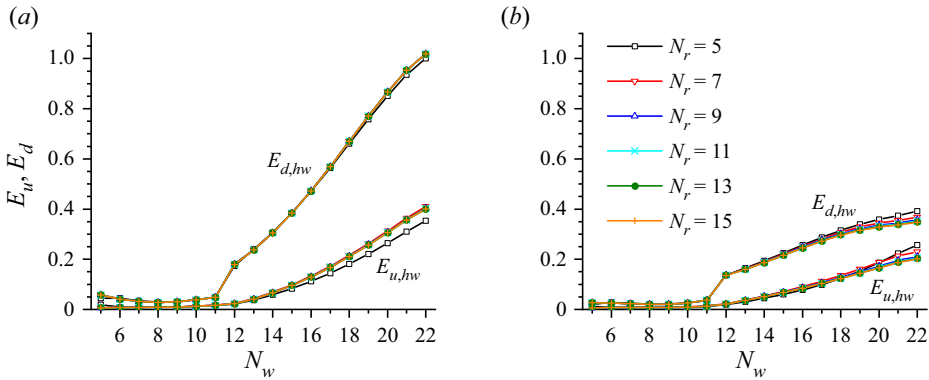 (a)
(b)
E_u, E_d
1.0
0.8
0.6
0.4
0.2
0
E_{d,hw}
E_{u,hw}
6 8 10 12 14 16 18 20 22
N_w
1.0
0.8
0.6
0.4
0.2
0
N_r = 5
N_r = 7
N_r = 9
N_r = 11
N_r = 13
N_r = 15
E_{d,hw}
E_{u,hw}
6 8 10 12 14 16 18 20 22
N_w